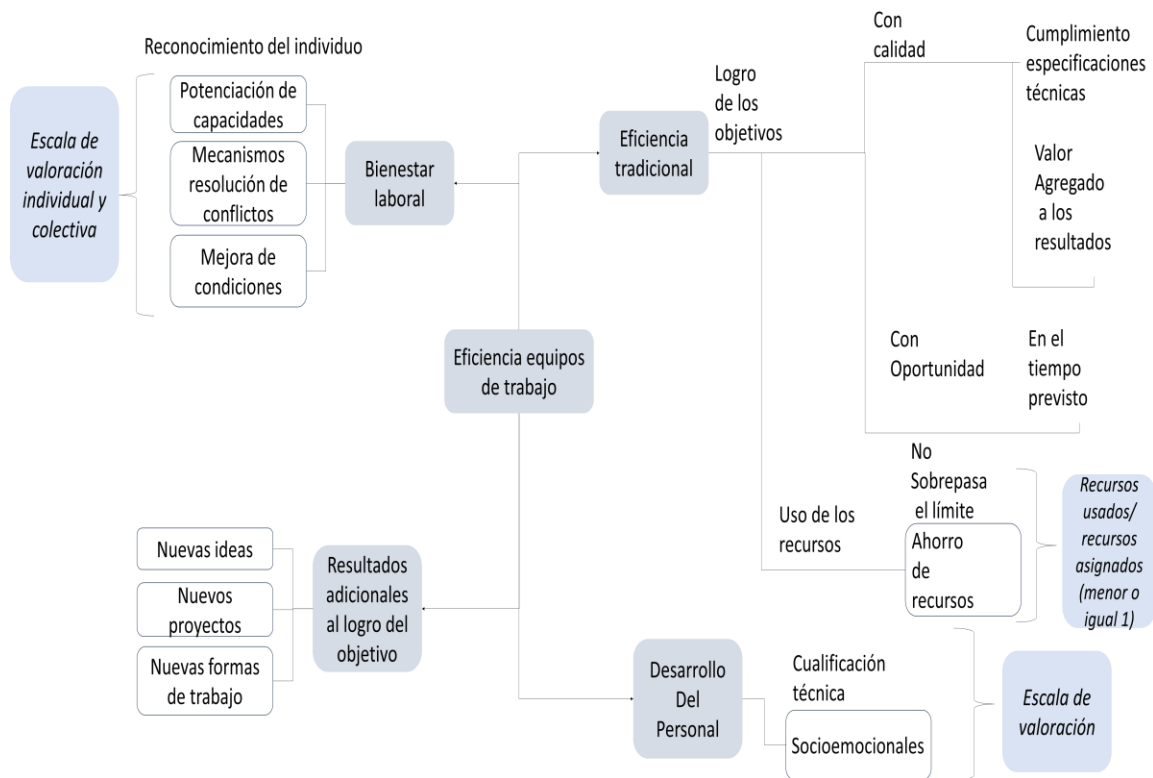 Reconocimiento del individuo
Escala de
valoración
individual y
colectiva
Potenciación de
capacidades
Mecanismos
resolución de
conflictos
Mejora de
condiciones
Bienestar
laboral
Eficiencia
tradicional
Logro
de los
objetivos
Con
calidad
Cumplimiento
especificaciones
técnicas
Valor
Agregado
a los
resultados
Con
Oportunidad
En el
tiempo
previsto
Eficiencia equipos
de trabajo
Uso de los
recursos
No
Sobrepasa
el límite
Ahorro
de
recursos
Recursos
usados/
recursos
asignados
(menor o
igual 1)
Nuevas ideas
Nuevos
proyectos
Nuevas formas
de trabajo
Resultados
adicionales
al logro del
objetivo
Desarrollo
Del
Personal
Cualificación
técnica
Socioemocionales
Escala de
valoración